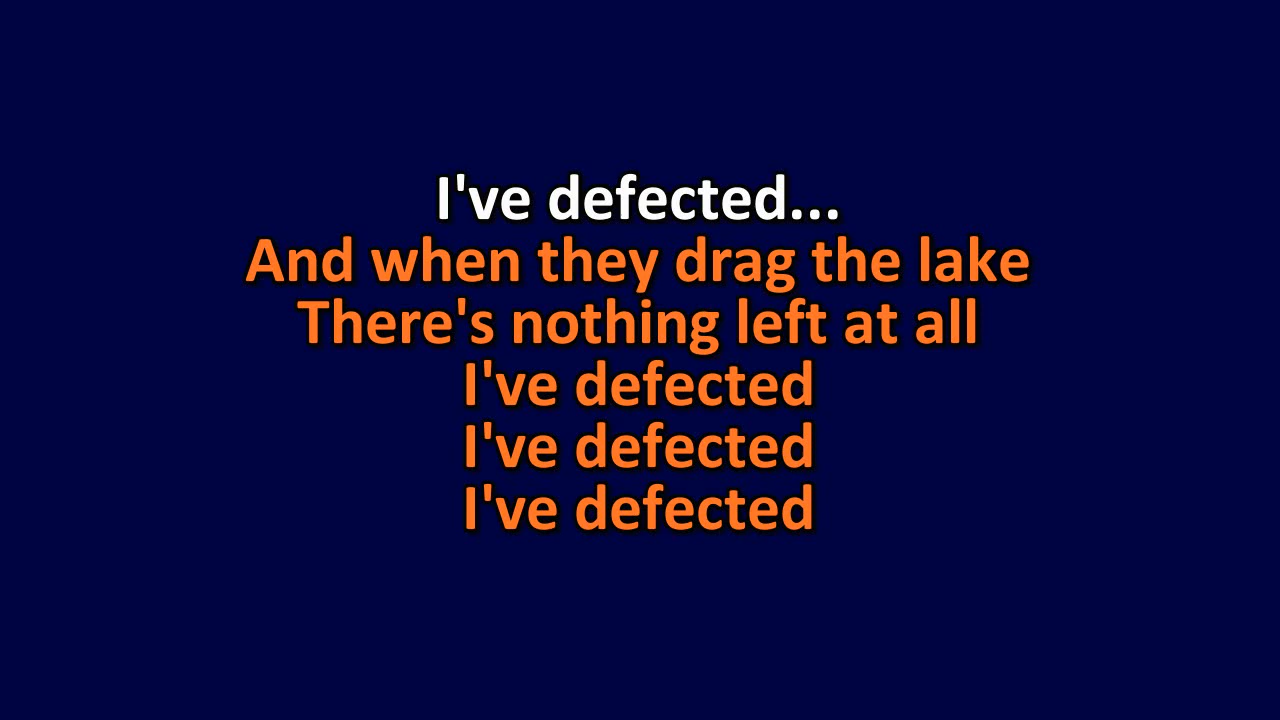 I've defected...
And when they drag the lake
There's nothing left at all
I've defected
I've defected
I've defected